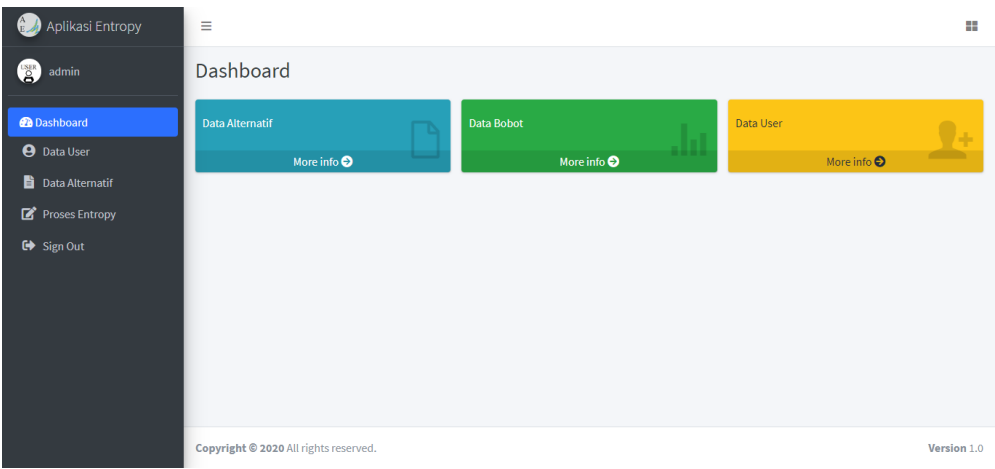 Aplikasi Entropy
USER
admin
Dashboard
Data User
Data Alternatif
Proses Entropy
Sign Out
Dashboard
Data Alternatif
More info
Data Bobot
More info
Data User
More info
Copyright © 2020 All rights reserved.
Version 1.0